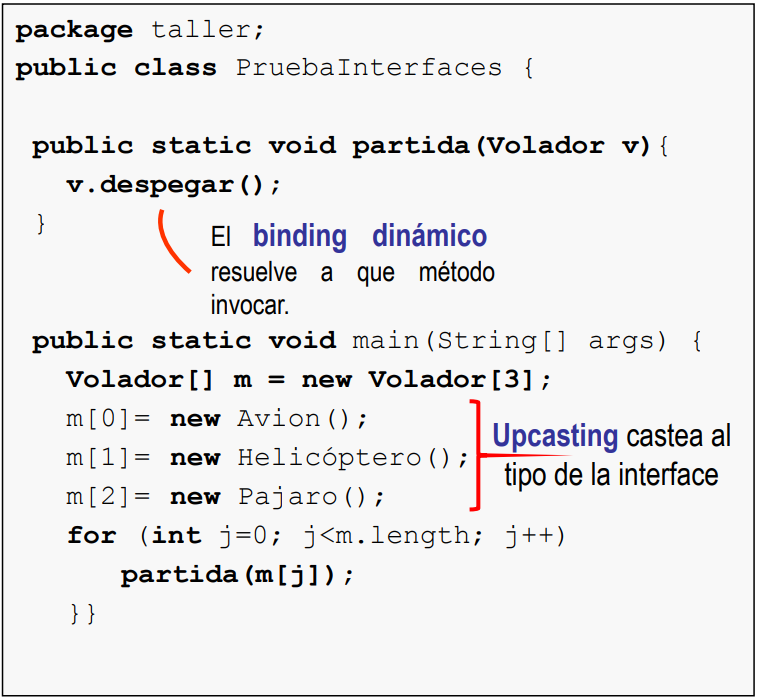 package taller;
public class PruebaInterfaces {
public static void partida(Volador v){
v.despegar();
}
El binding dinámico
resuelve a que método
invocar.
public static void main(String[] args) {
Volador[] m = new Volador[3];
m[0]= new Avion();
m[1]= new Helicóptero();
m[2]= new Pajaro();
Upcasting castea al
tipo de la interface
for (int j=0; j<m.length; j++)
partida(m[j]);
}}